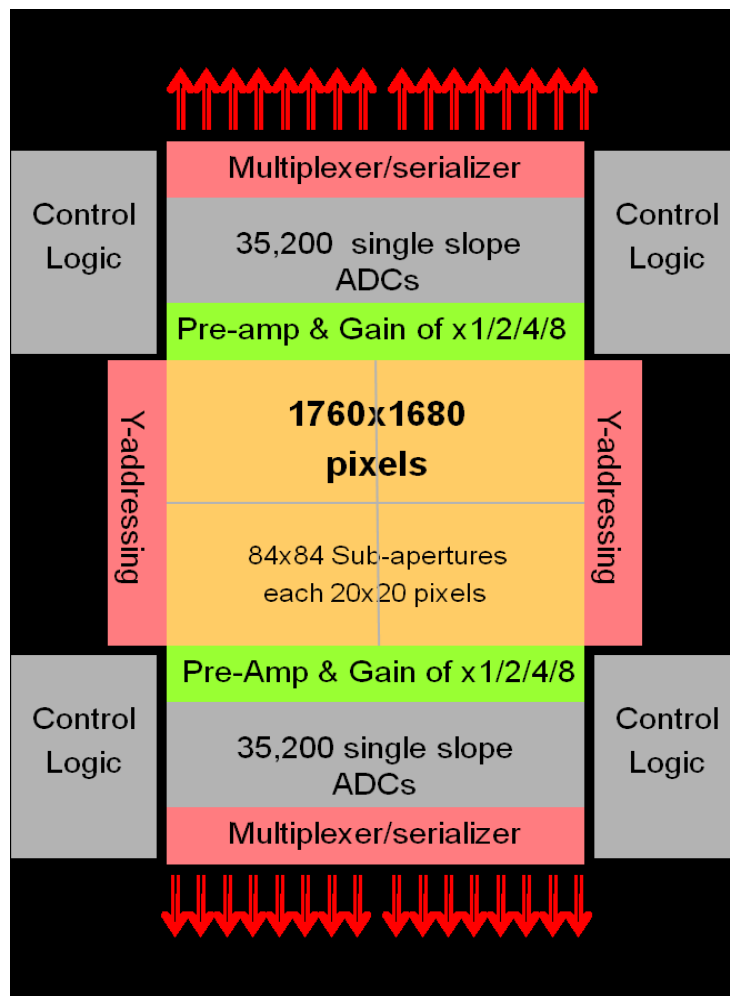 Multiplexer/serializer
Control
Logic
35,200 single slope
ADCs
Control
Logic
Pre-amp & Gain of x1/2/4/8
Y-addressing
1760x1680
pixels
84x84 Sub-apertures
each 20x20 pixels
Y-addressing
Pre-Amp & Gain of x1/2/4/8
Control
Logic
35,200 single slope
ADCs
Control
Logic
Multiplexer/serializer